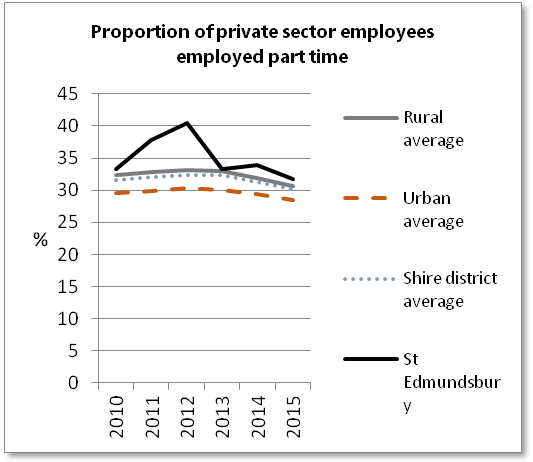 Proportion of private sector employees
employed part time
45
40
35
30
25
20
15
10
5
0
%
2010
2011
2012
2013
2014
2015
Rural
average
Urban
average
Shire district
average
St
Edmundsbur
y